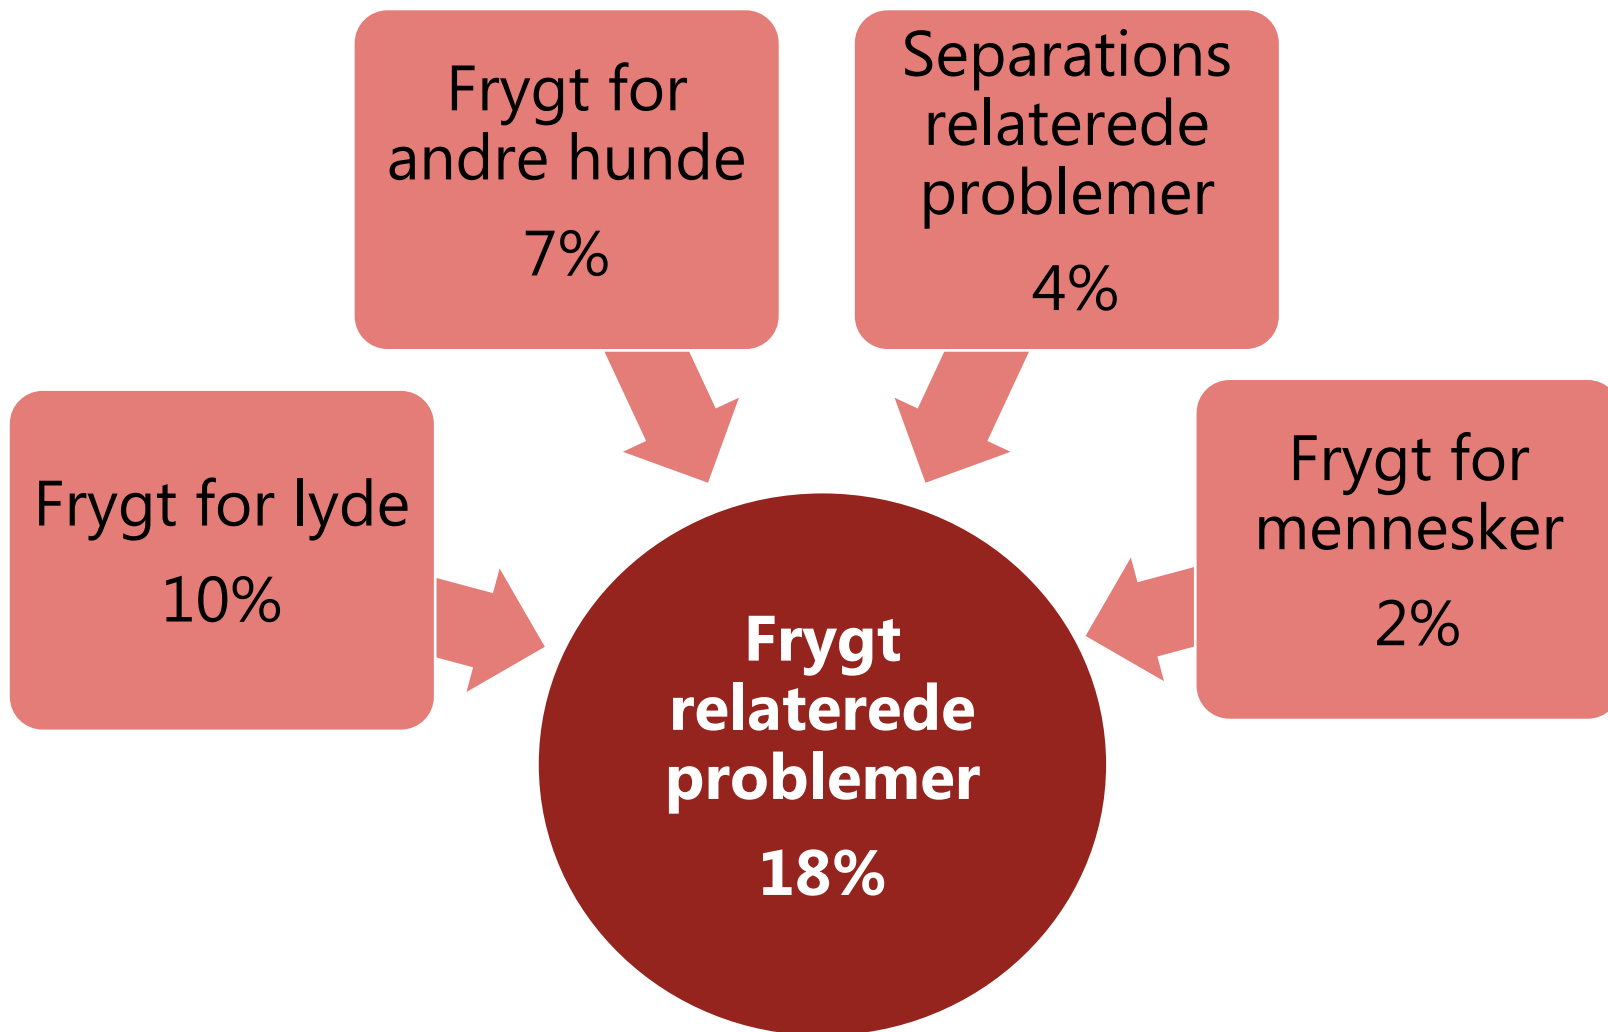 Frygt for
andre hunde
7%
Separations
relaterede
problemer
4%
Frygt for lyde
10%
Frygt for
mennesker
2%
Frygt
relaterede
problemer
18%